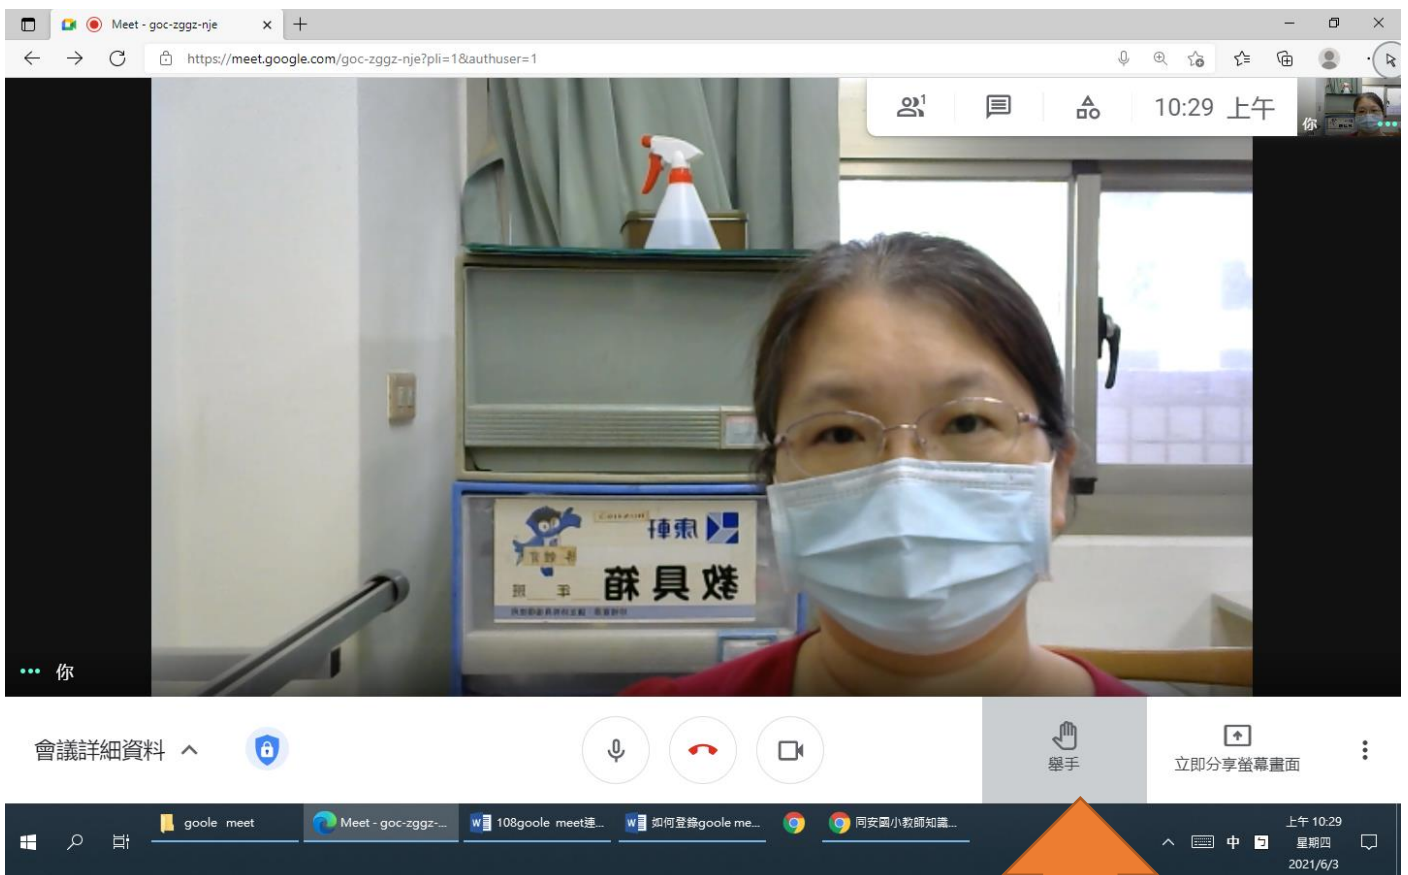 Meet - goc-zggz-nje
https://meet.google.com/goc-zggz-nje?pli=1&authuser=1
1
10:29 上午
你
康軒
教具箱
年 班
你
會議詳細資料
舉手
立即分享螢幕畫面
goole meet
Meet - goc-zggz-...
108goole meet連...
如何登錄goole me...
同安國小教師知識...
中
上午 10:29
星期四
2021/6/3